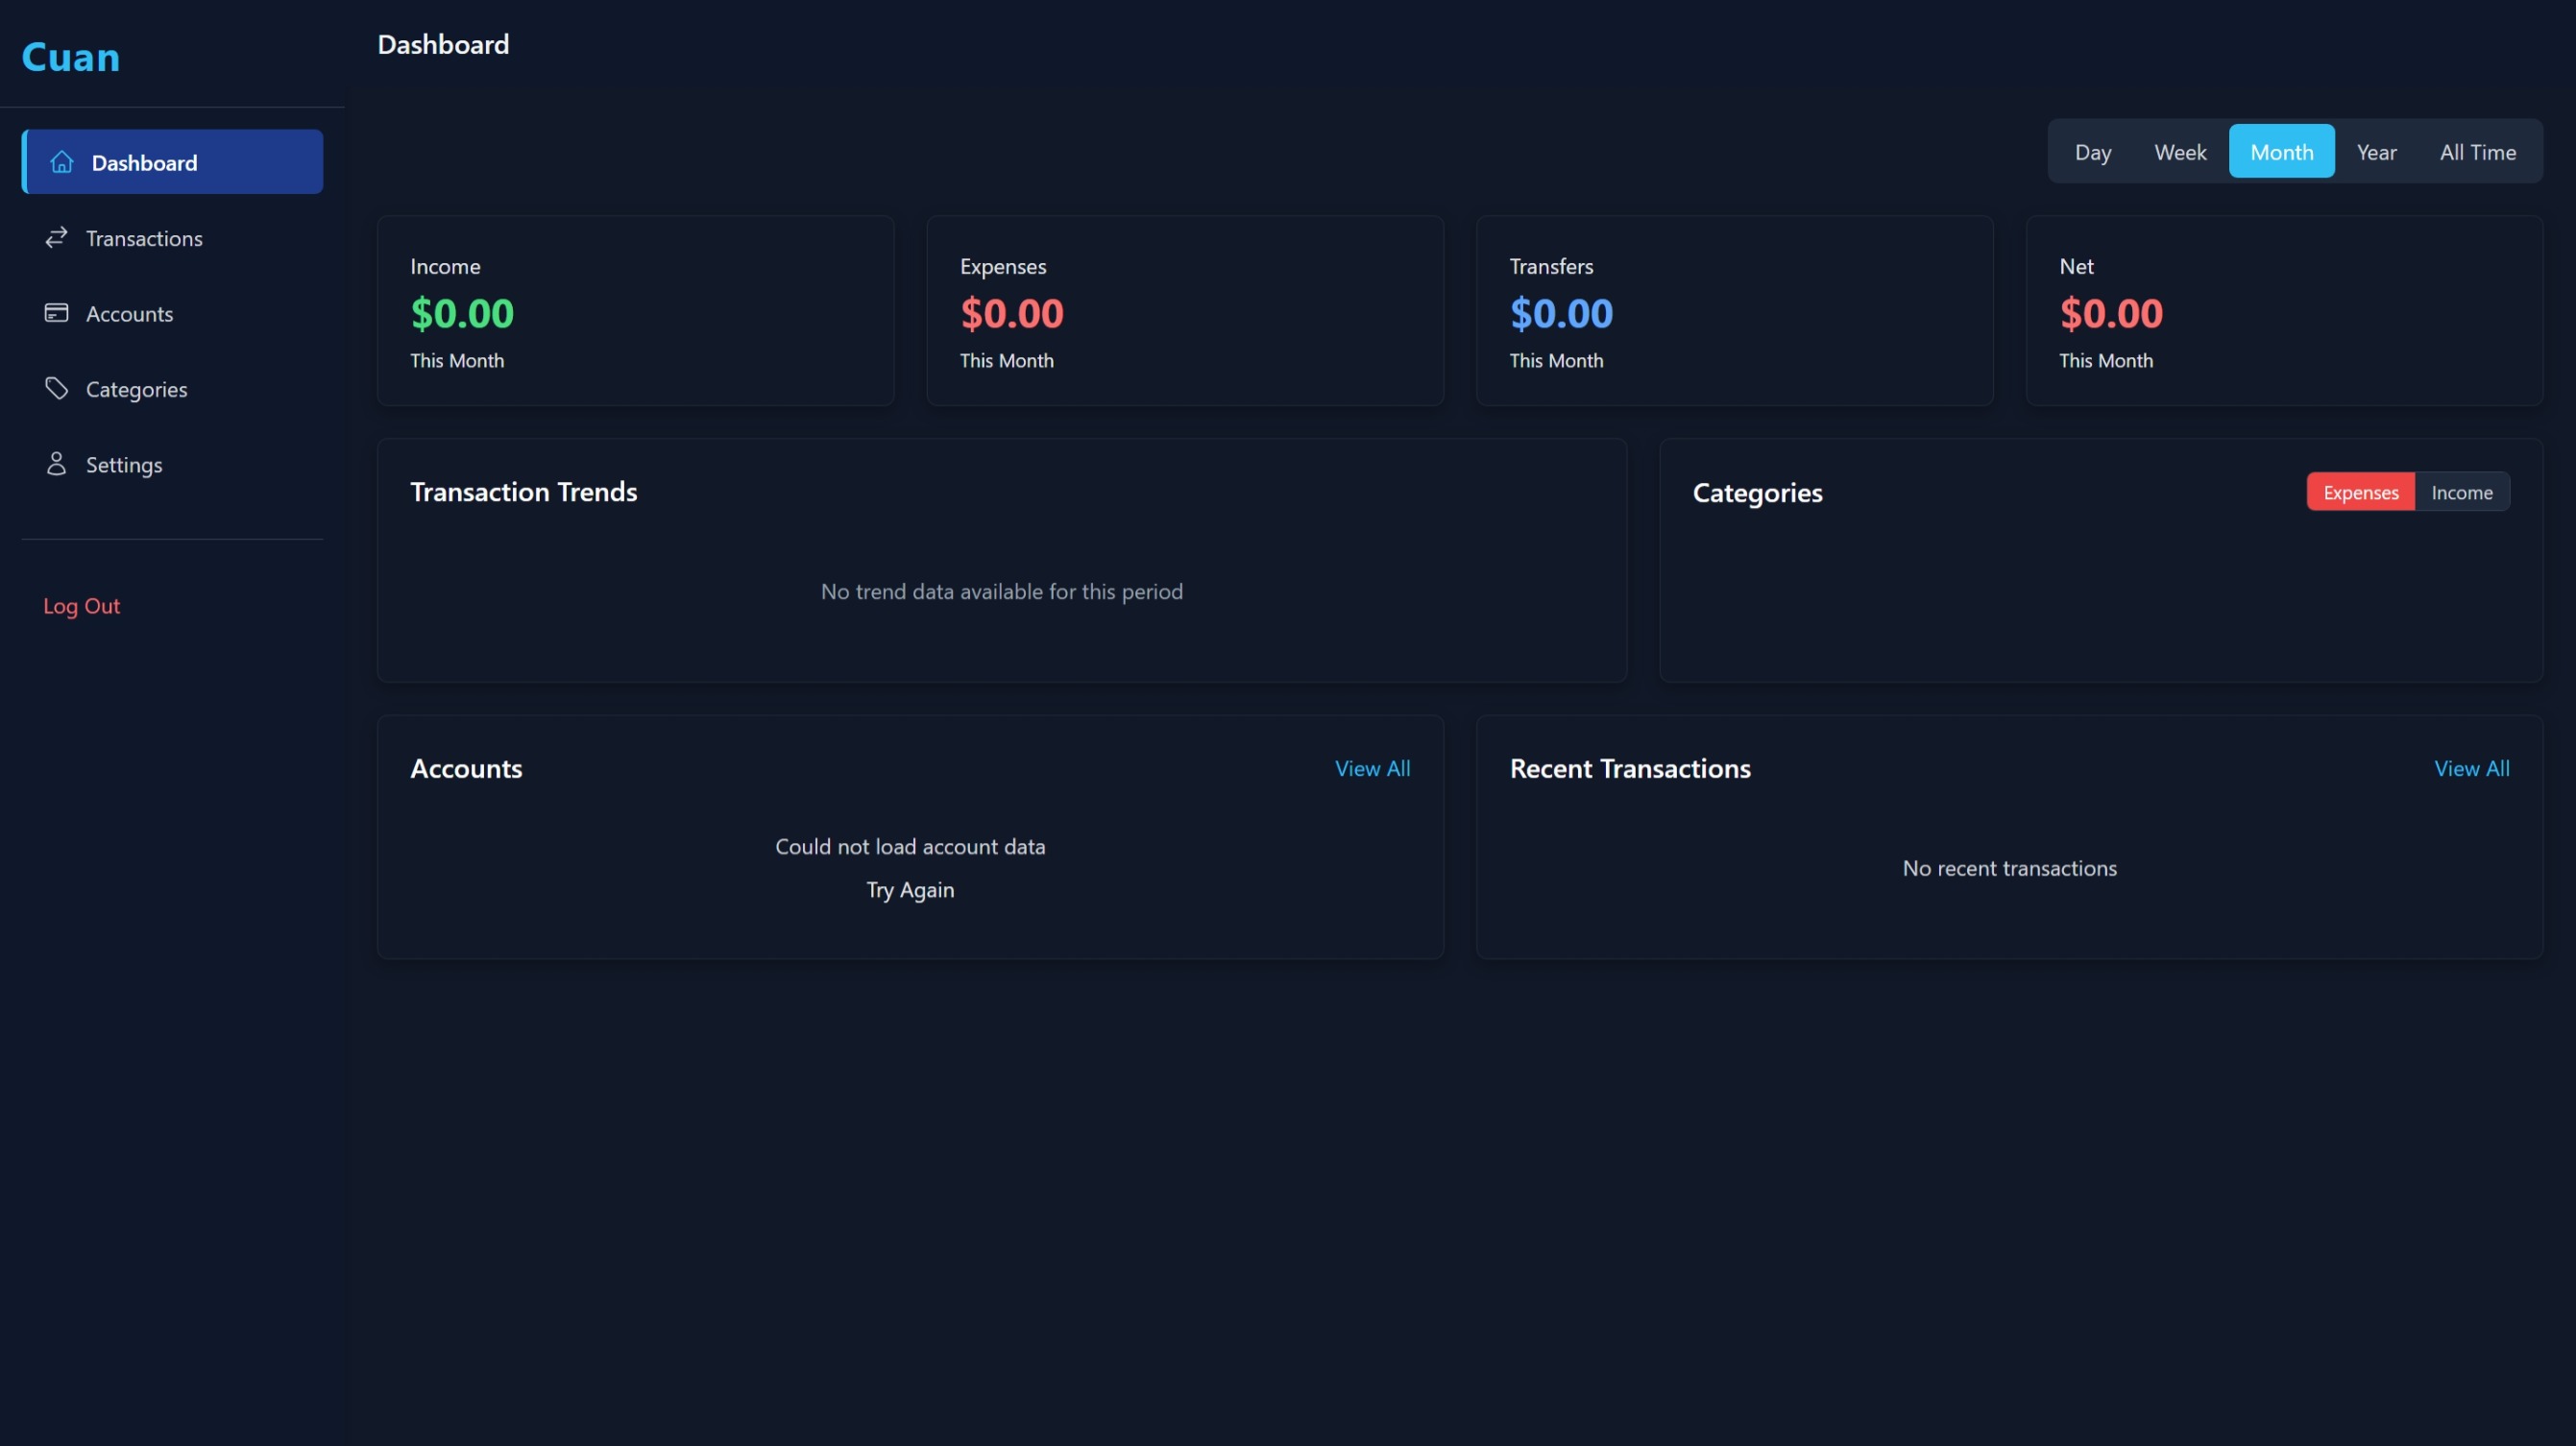 Cuan
Dashboard
Transactions
Accounts
Categories
Settings
Log Out
Dashboard
Day Week Month Year All Time
Income
$0.00
This Month
Expenses
$0.00
This Month
Transfers
$0.00
This Month
Net
$0.00
This Month
Transaction Trends
No trend data available for this period
Categories
Expenses Income
Accounts View All
Could not load account data
Try Again
Recent Transactions View All
No recent transactions